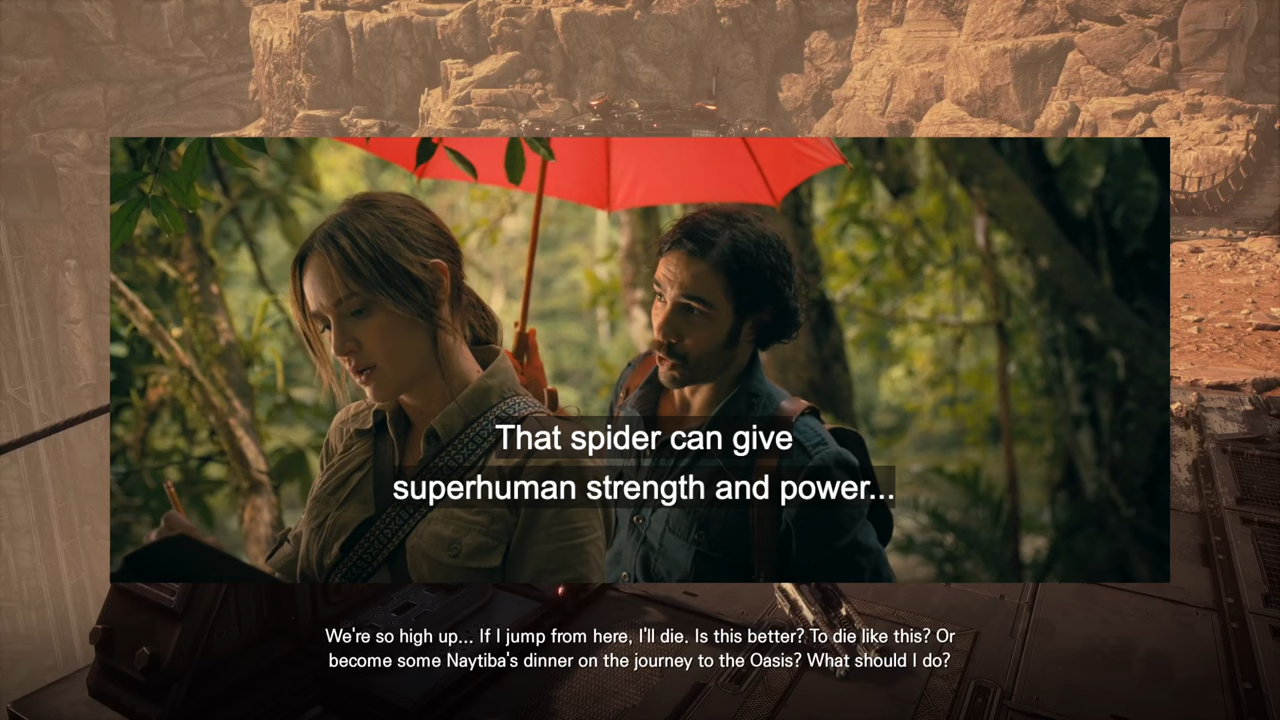 That spider can give
superhuman strength and power...
We're so high up... If I jump from here, I'll die. Is this better? To die like this? Or
become some Naytiba's dinner on the journey to the Oasis? What should I do?